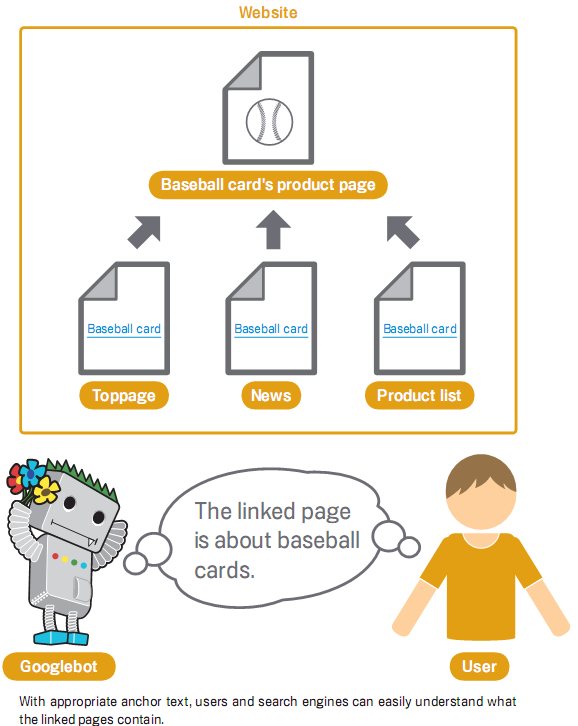 Website
Baseball card's product page
Baseball card
Baseball card
Baseball card
Toppage
News
Product list
The linked page
is about baseball
cards.
Googlebot
User
With appropriate anchor text, users and search engines can easily understand what
the linked pages contain.